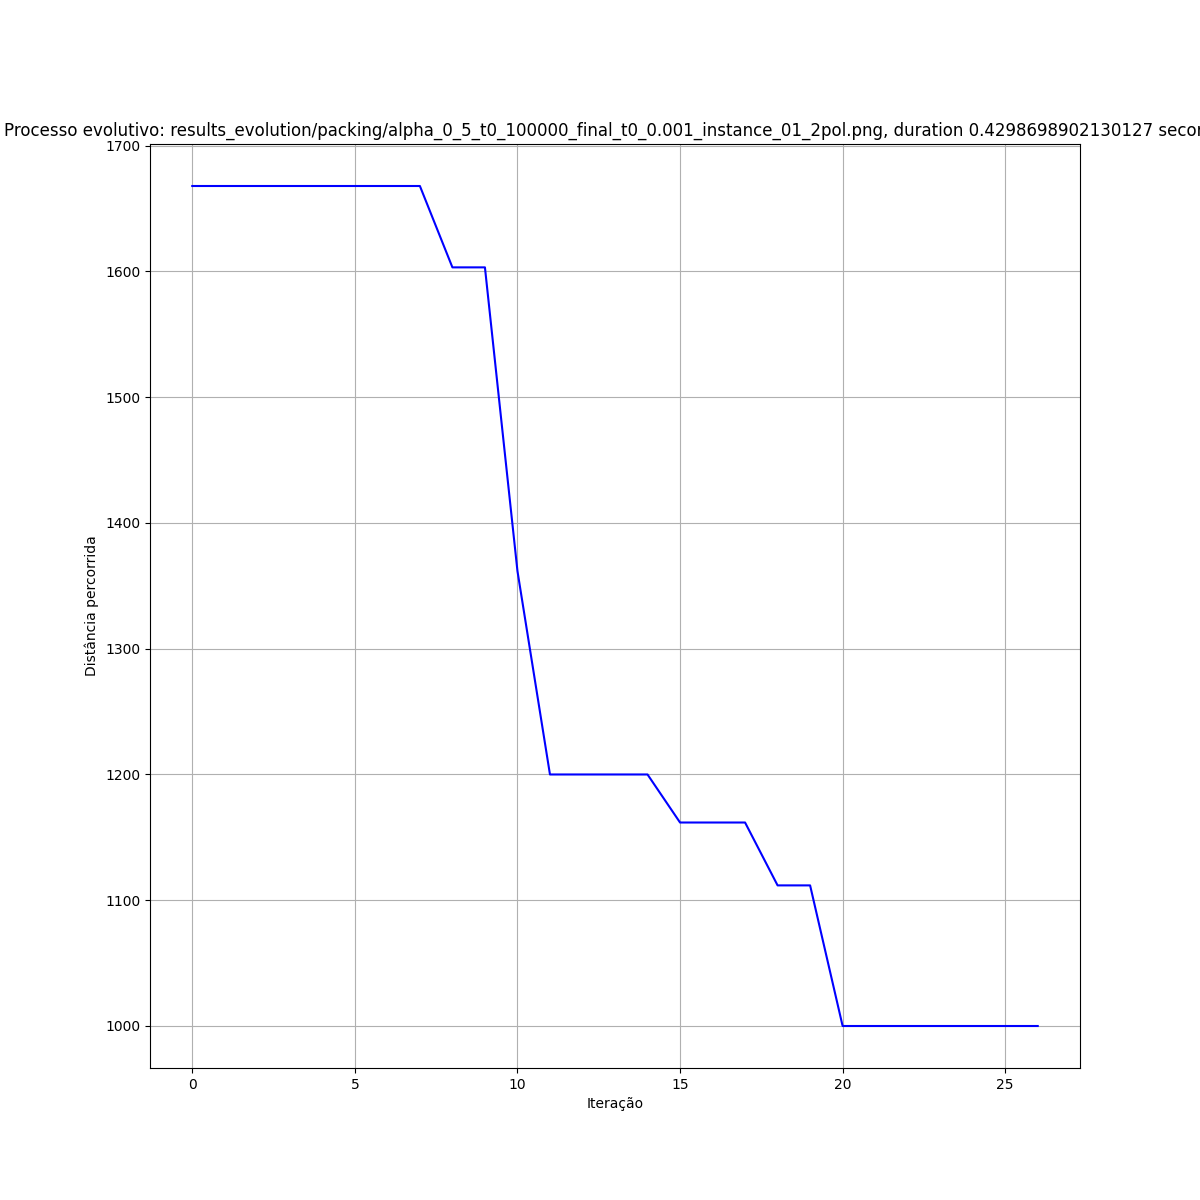 Processo evolutivo: results_evolution/packing/alpha_0_5_t0_100000_final_t0_0.001_instance_01_2pol.png, duration 0.4298698902130127
1700
1600
1500
1400
1300
1200
1100
1000
Distância percorrida
0 5 10 15 20 25
Iteração